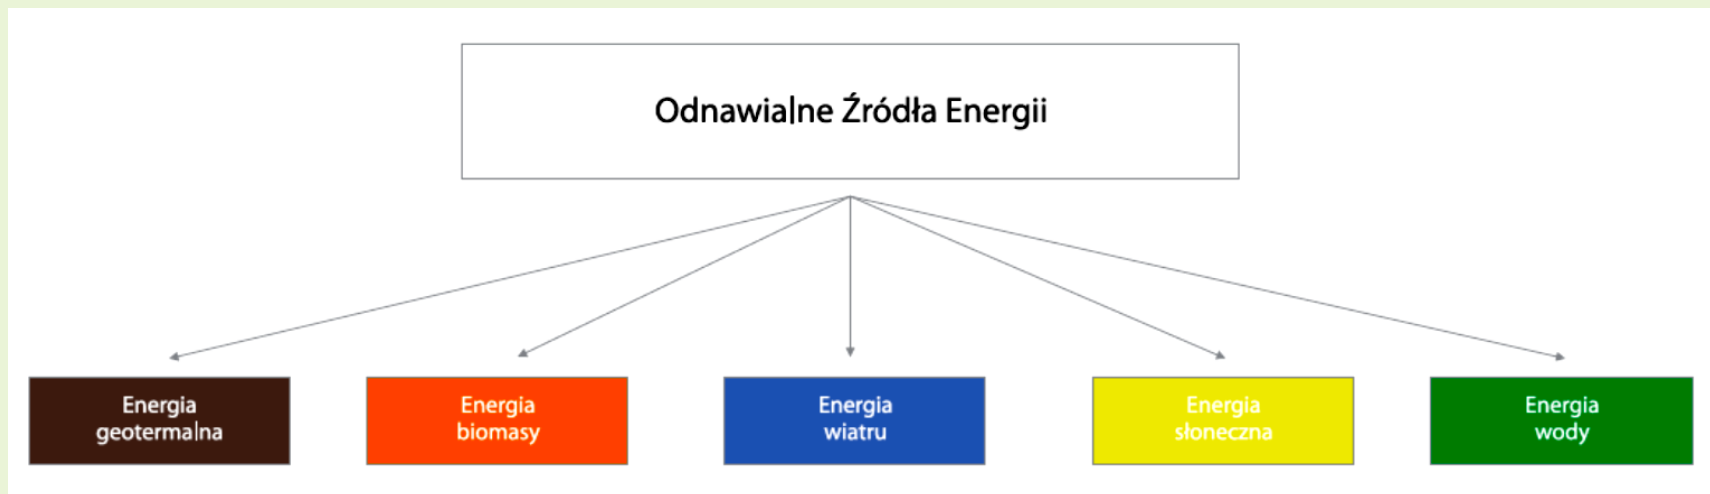 Odnawialne Źródła Energii
Energia
geotermalna
Energia
biomasy
Energia
wiatru
Energia
słoneczna
Energia
wody